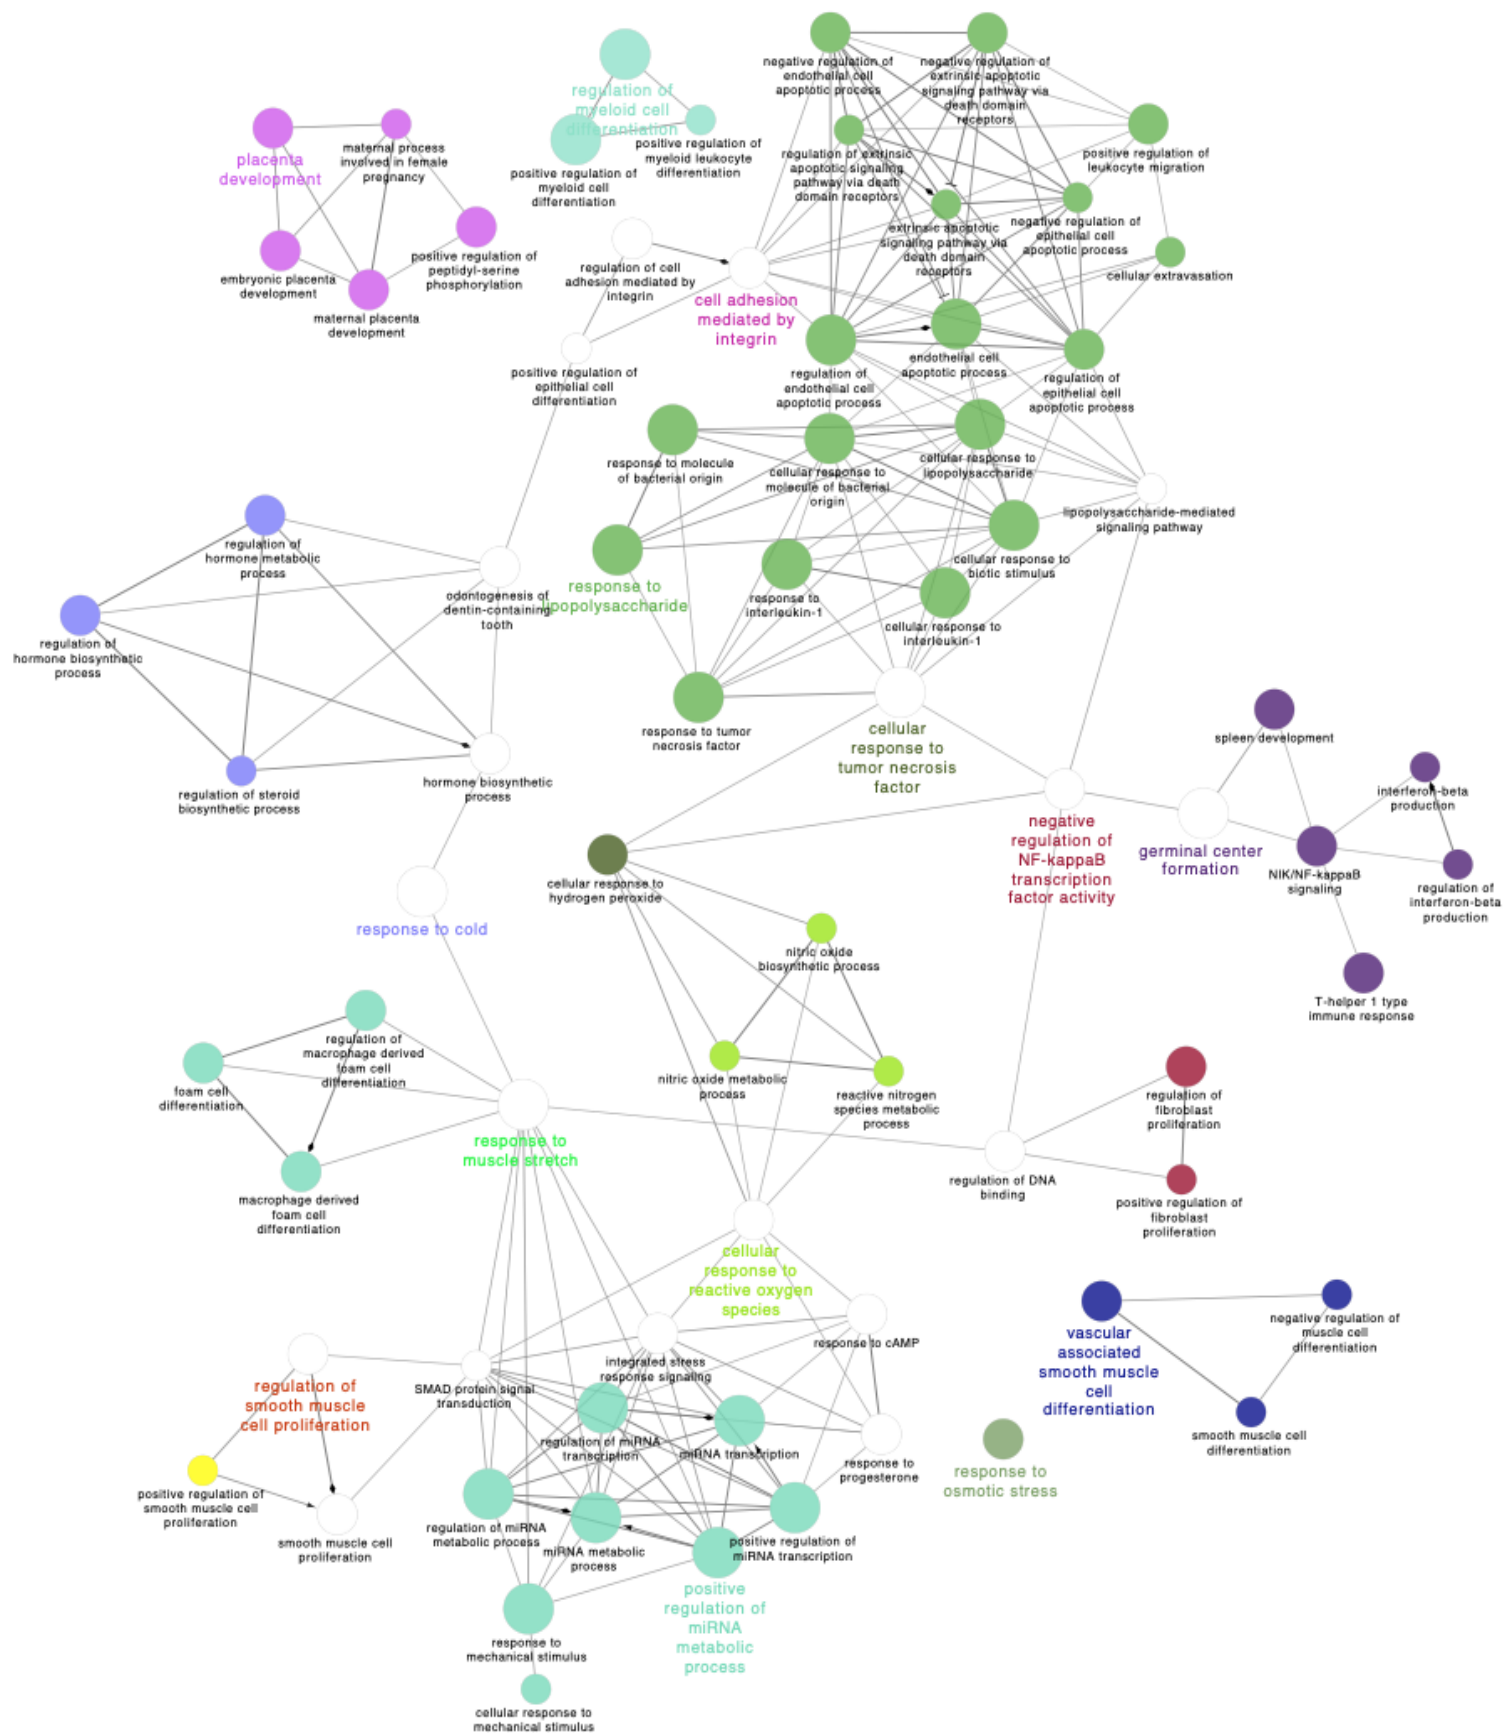 negative regulation of
endothelial cell
apoptotic process
negative regulation of
extrinsic apoptotic
signaling pathway via
death domain
receptors
regulation of
myeloid cell
differentiation
positive regulation of
myeloid leukocyte
differentiation
positive regulation of
myeloid cell
differentiation
placenta
development
maternal process
involved in female
pregnancy
embryonic placenta
development
positive regulation of
peptidyl-serine
phosphorylation
maternal placenta
development
regulation of extrinsic
apoptotic signaling
pathway via death
domain receptors
positive regulation of
leukocyte migration
extrinsic apoptotic
signaling pathway via
death domain
receptors
negative regulation of
epithelial cell
apoptotic process
cellular extravasation
regulation of cell
adhesion mediated by
integrin
cell adhesion
mediated by
integrin
positive regulation of
epithelial cell
differentiation
regulation of
endothelial cell
apoptotic process
endothelial cell
apoptotic process
regulation of
epithelial cell
apoptotic process
response to molecule
of bacterial origin
cellular response to
molecule of bacterial
origin
cellular response to
lipopolysaccharide
lipopolysaccharide-mediated
signaling pathway
cellular response to
biotic stimulus
response to
lipopolysaccharide
response to
interleukin-1
cellular response to
interleukin-1
response to tumor
necrosis factor
cellular
response to
tumor necrosis
factor
regulation of
hormone metabolic
process
odontogenesis of
dentin-containing
tooth
regulation of
hormone biosynthetic
process
regulation of steroid
biosynthetic process
hormone biosynthetic
process
response to cold
spleen development
interferon-beta
production
negative
regulation of
NF-kappaB
transcription
factor activity
germinal center
formation
NIK/NF-kappaB
signaling
regulation of
interferon-beta
production
T-helper 1 type
immune response
cellular response to
hydrogen peroxide
nitric oxide
biosynthetic process
nitric oxide metabolic
process
reactive nitrogen
species metabolic
process
regulation of
macrophage derived
foam cell
differentiation
foam cell
differentiation
macrophage derived
foam cell
differentiation
response to
muscle stretch
regulation of
fibroblast
proliferation
regulation of DNA
binding
positive regulation of
fibroblast
proliferation
cellular
response to
reactive oxygen
species
response to cAMP
integrated stress
response signaling
SMAD protein signal
transduction
regulation of
smooth muscle
cell proliferation
positive regulation of
smooth muscle cell
proliferation
smooth muscle cell
proliferation
regulation of miRNA
transcription
miRNA transcription
response to
progesterone
regulation of miRNA
metabolic process
miRNA metabolic
process
positive regulation of
miRNA transcription
positive
regulation of
miRNA
metabolic
process
response to
mechanical stimulus
cellular response to
mechanical stimulus
vascular
associated
smooth muscle
cell
differentiation
negative regulation of
muscle cell
differentiation
smooth muscle cell
differentiation
response to
osmotic stress